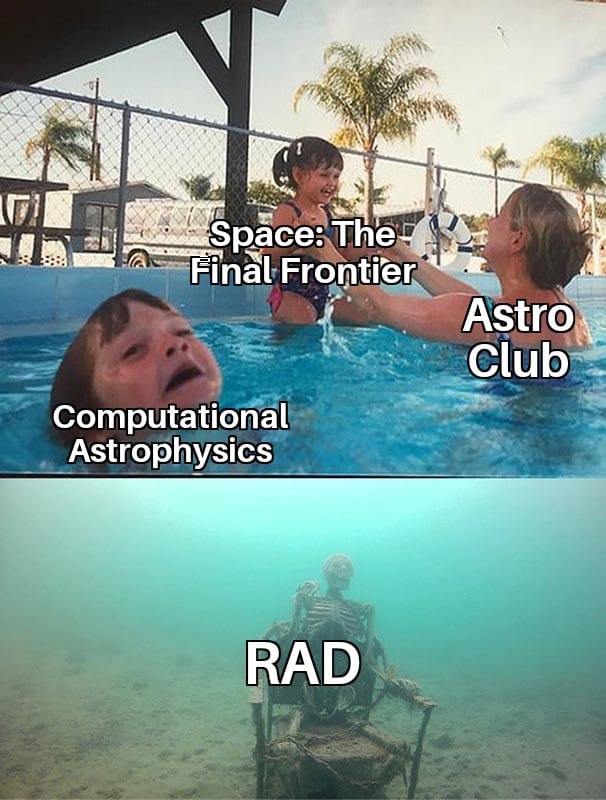 Space: The
Final Frontier
Astro
Club
Computational
Astrophysics
RAD